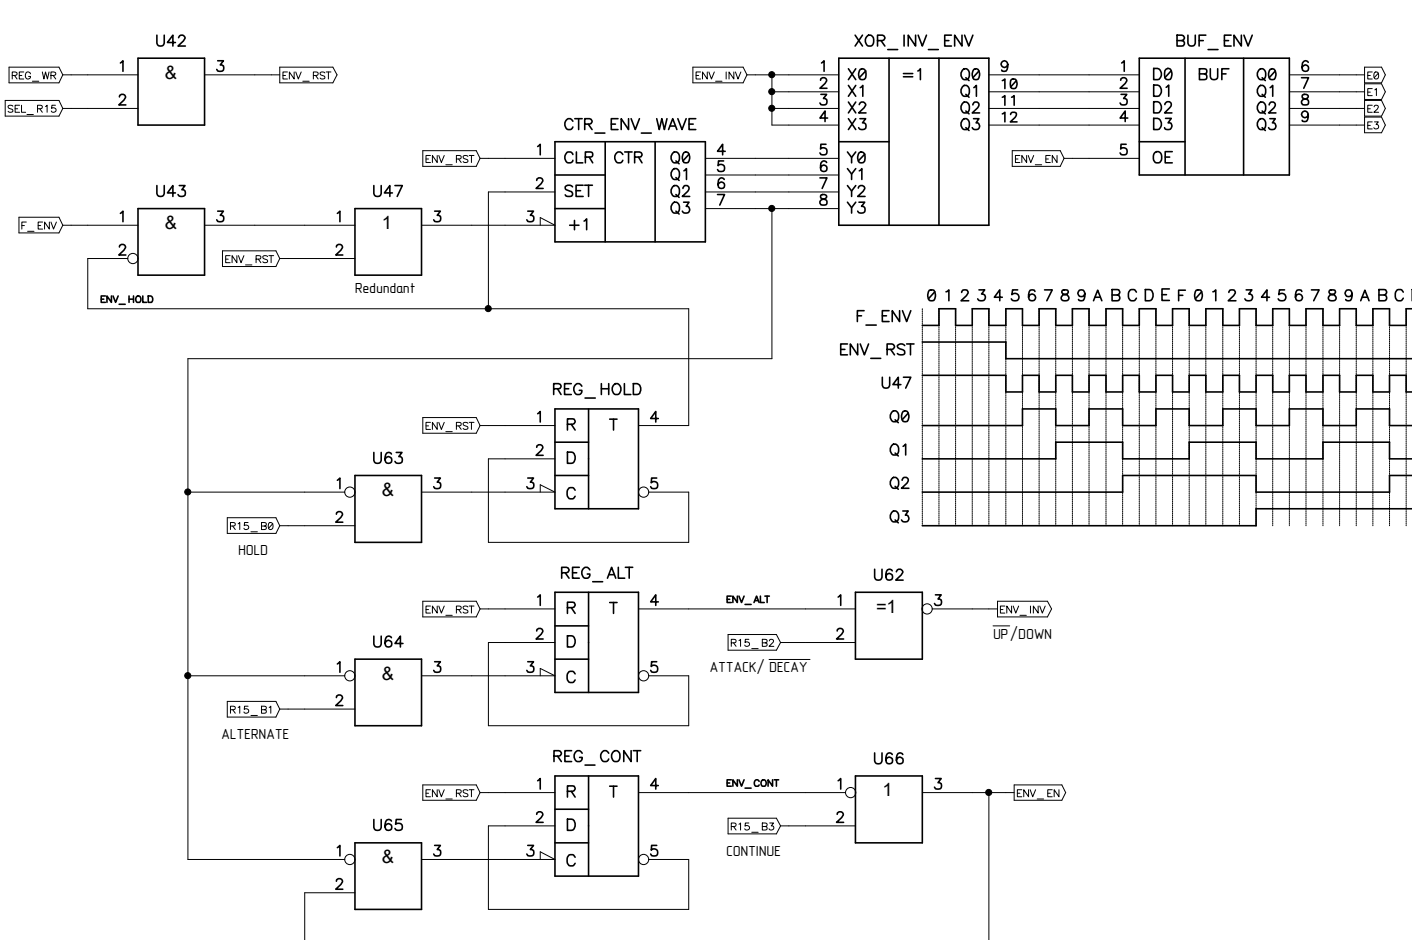 U42
REG_WR 1 & 3 ENV_RST
SEL_R15 2
U43
F_ENV 1 & 3
2
ENV_HOLD
U47
1 1 3
ENV_RST 2
Redundant
CTR_ENV_WAVE
ENV_RST 1 CLR CTR Q0 4
Q1 5
2 SET Q2 6
Q3 7
3 +1
XOR_INV_ENV
ENV_INV 1 X0 =1 Q0 9
2 X1 Q1 10
3 X2 Q2 11
4 X3 Q3 12
5 Y0
6 Y1
7 Y2
8 Y3
BUF_ENV
1 D0 BUF Q0 6 E0
2 D1 Q1 7 E1
3 D2 Q2 8 E2
4 D3 Q3 9 E3
ENV_EN 5 OE
0 1 2 3 4 5 6 7 8 9 A B C D E F 0 1 2 3 4 5 6 7 8 9 A B C
F_ENV
ENV_RST
U47
Q0
Q1
Q2
Q3
REG_HOLD
ENV_RST 1 R T 4
2 D
3 C 5
U63
1 & 3
R15_B0 2
HOLD
REG_ALT
ENV_RST 1 R T 4 ENV_ALT
2 D
3 C 5
U64
1 & 3
R15_B1 2
ALTERNATE
U62
1 =1 3 ENV_INV
R15_B2 2
UP/DOWN
ATTACK/DECAY
REG_CONT
ENV_RST 1 R T 4 ENV_CONT
2 D
3 C 5
U65
1 & 3
2
U66
1 1 3 ENV_EN
R15_B3 2
CONTINUE